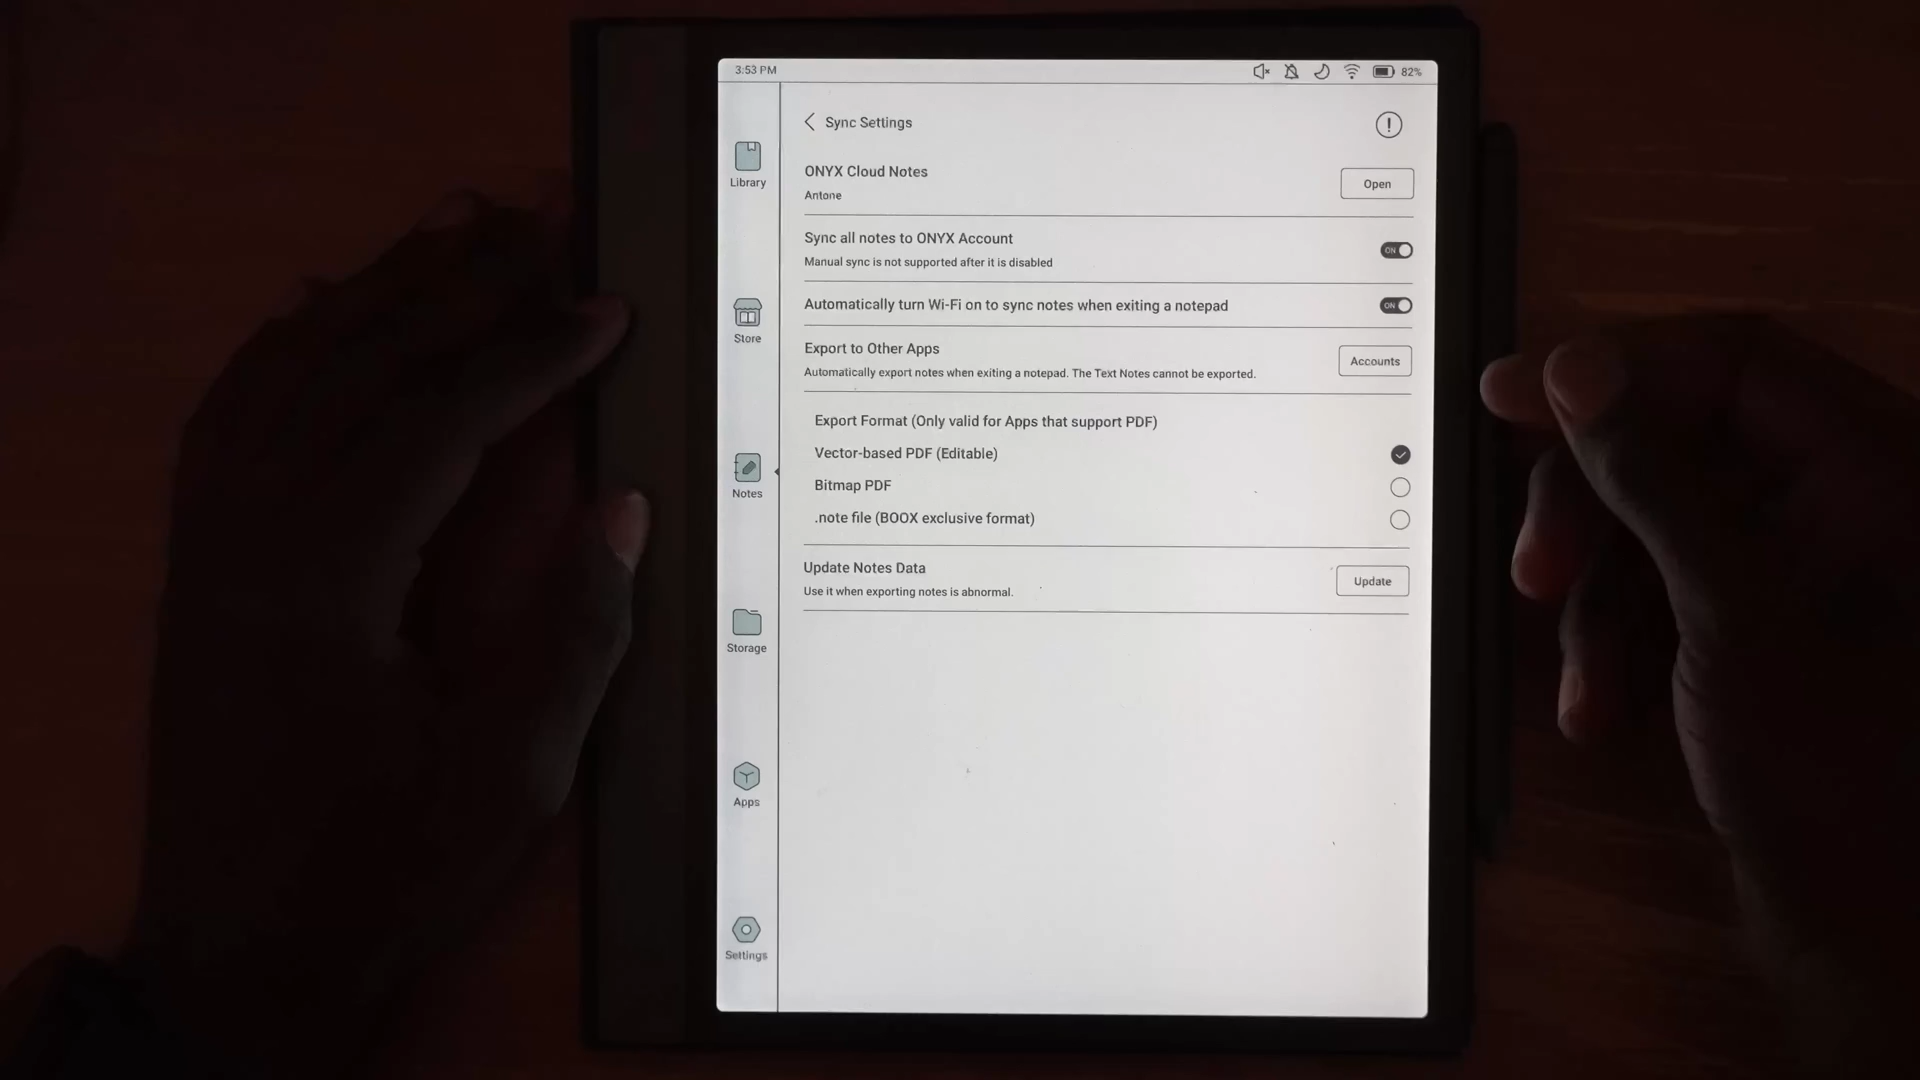 3:53 PM
82%
Sync Settings
ONYX Cloud Notes
Antone
Open
Sync all notes to ONYX Account
Manual sync is not supported after it is disabled
ON
Automatically turn Wi-Fi on to sync notes when exiting a notepad
ON
Export to Other Apps
Automatically export notes when exiting a notepad. The Text Notes cannot be exported.
Accounts
Export Format (Only valid for Apps that support PDF)
Vector-based PDF (Editable)
Bitmap PDF
.note file (BOOX exclusive format)
Update Notes Data
Use it when exporting notes is abnormal.
Update
Library
Store
Notes
Storage
Apps
Settings